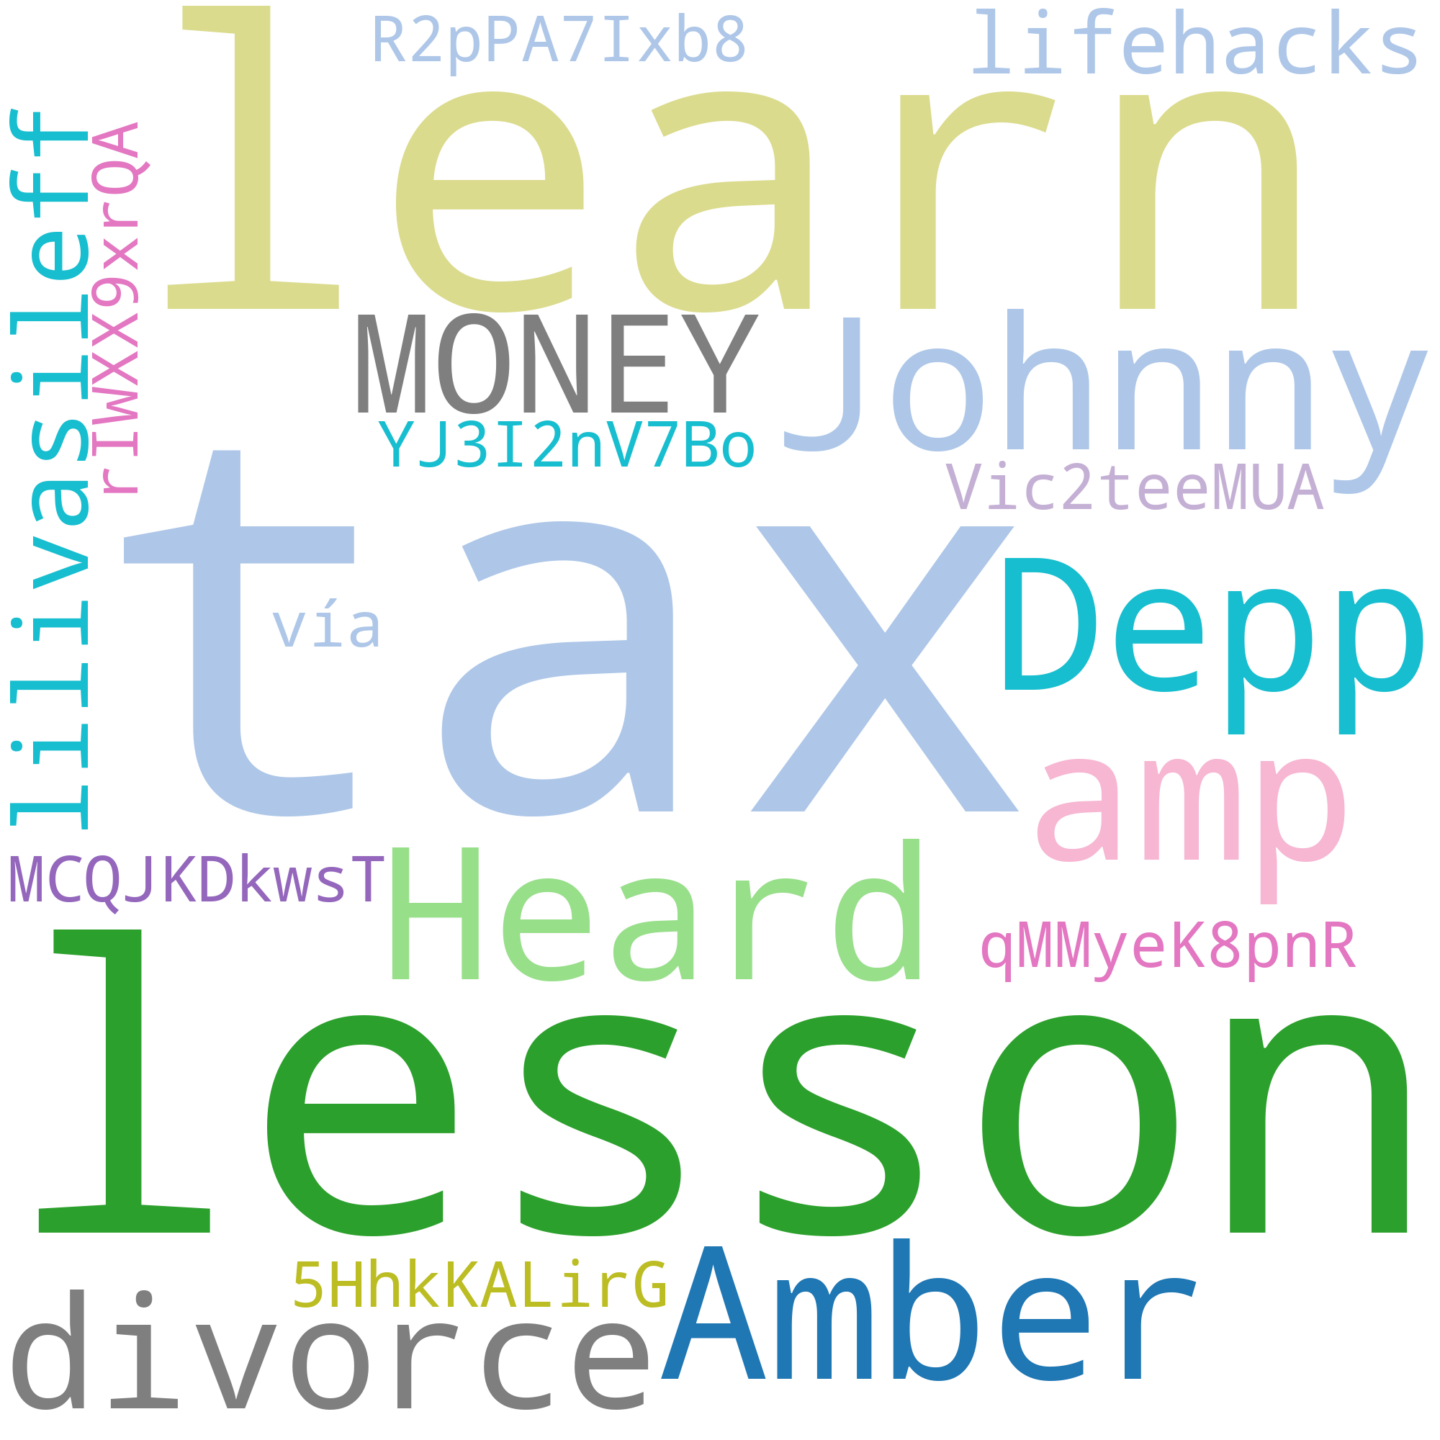 R2pPA7Ixb8
lifehacks
learn
lilivasileff
rIWXX9xrQA
MONEY
Johnny
YJ3I2nV7Bo
Vic2teeMUA
tax
vía
Depp
amp
MCQJKDkwsT
Heard
qMMyeK8pnR
lesson
5HhkKALirG
Amber
divorce